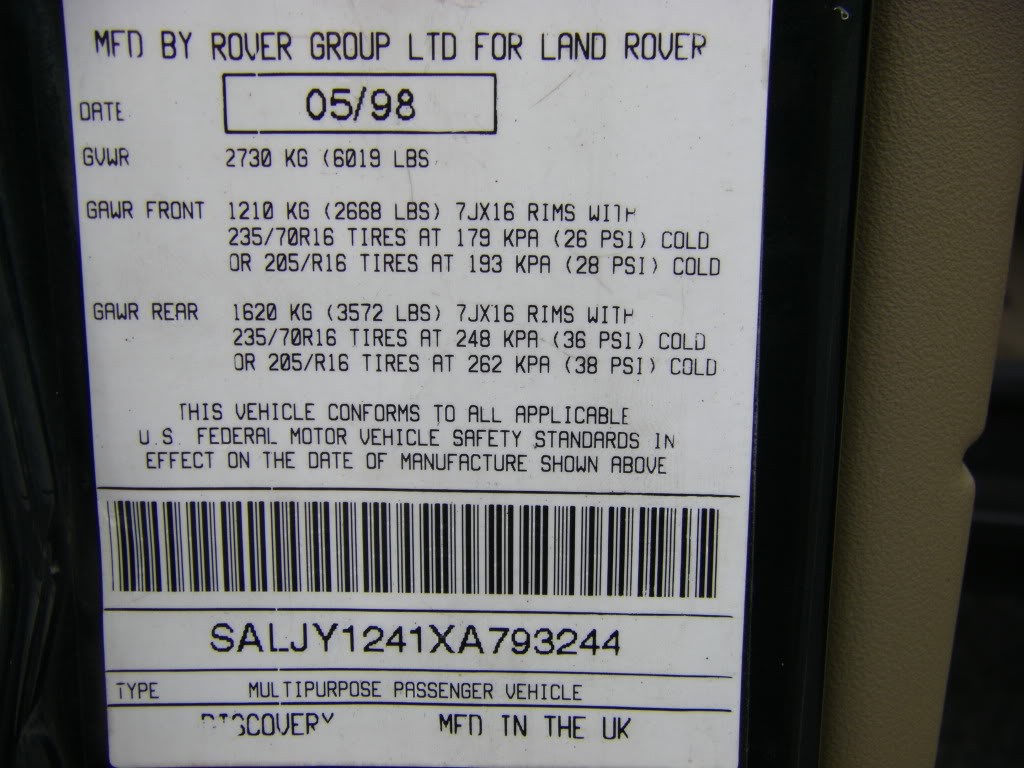 MFD BY ROVER GROUP LTD FOR LAND ROVER
DATE 05/98
GVWR 2730 KG (6019 LBS
GAWR FRONT 1210 KG (2668 LBS) 7JX16 RIMS WITH
235/70R16 TIRES AT 179 KPA (26 PSI) COLD
OR 205/R16 TIRES AT 193 KPA (28 PSI) COLD
GAWR REAR 1620 KG (3572 LBS) 7JX16 RIMS WITH
235/70R16 TIRES AT 248 KPA (36 PSI) COLD
OR 205/R16 TIRES AT 262 KPA (38 PSI) COLD
THIS VEHICLE CONFORMS TO ALL APPLICABLE
U.S. FEDERAL MOTOR VEHICLE SAFETY STANDARDS IN
EFFECT ON THE DATE OF MANUFACTURE SHOWN ABOVE
SALJY1241XA793244
TYPE MULTIPURPOSE PASSENGER VEHICLE
DISCOVERY MFD IN THE UK